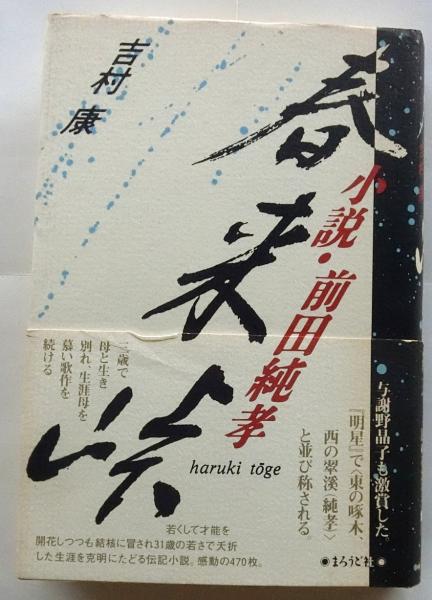 吉村 康
春来峠
小説・前田純孝
haruki tōge
与謝野晶子も激賞した、
『明星』で〈東の啄木、
西の翠溪(純孝)〉
と並び称される。
三歳で
母と生き
別れ、生涯母を
慕い歌作を
続ける
若くして才能を
開花しつつも結核に冒され31歳の若さで夭折
した生涯を克明にたどる伝記小説。感動の470枚。
●まろうど社●